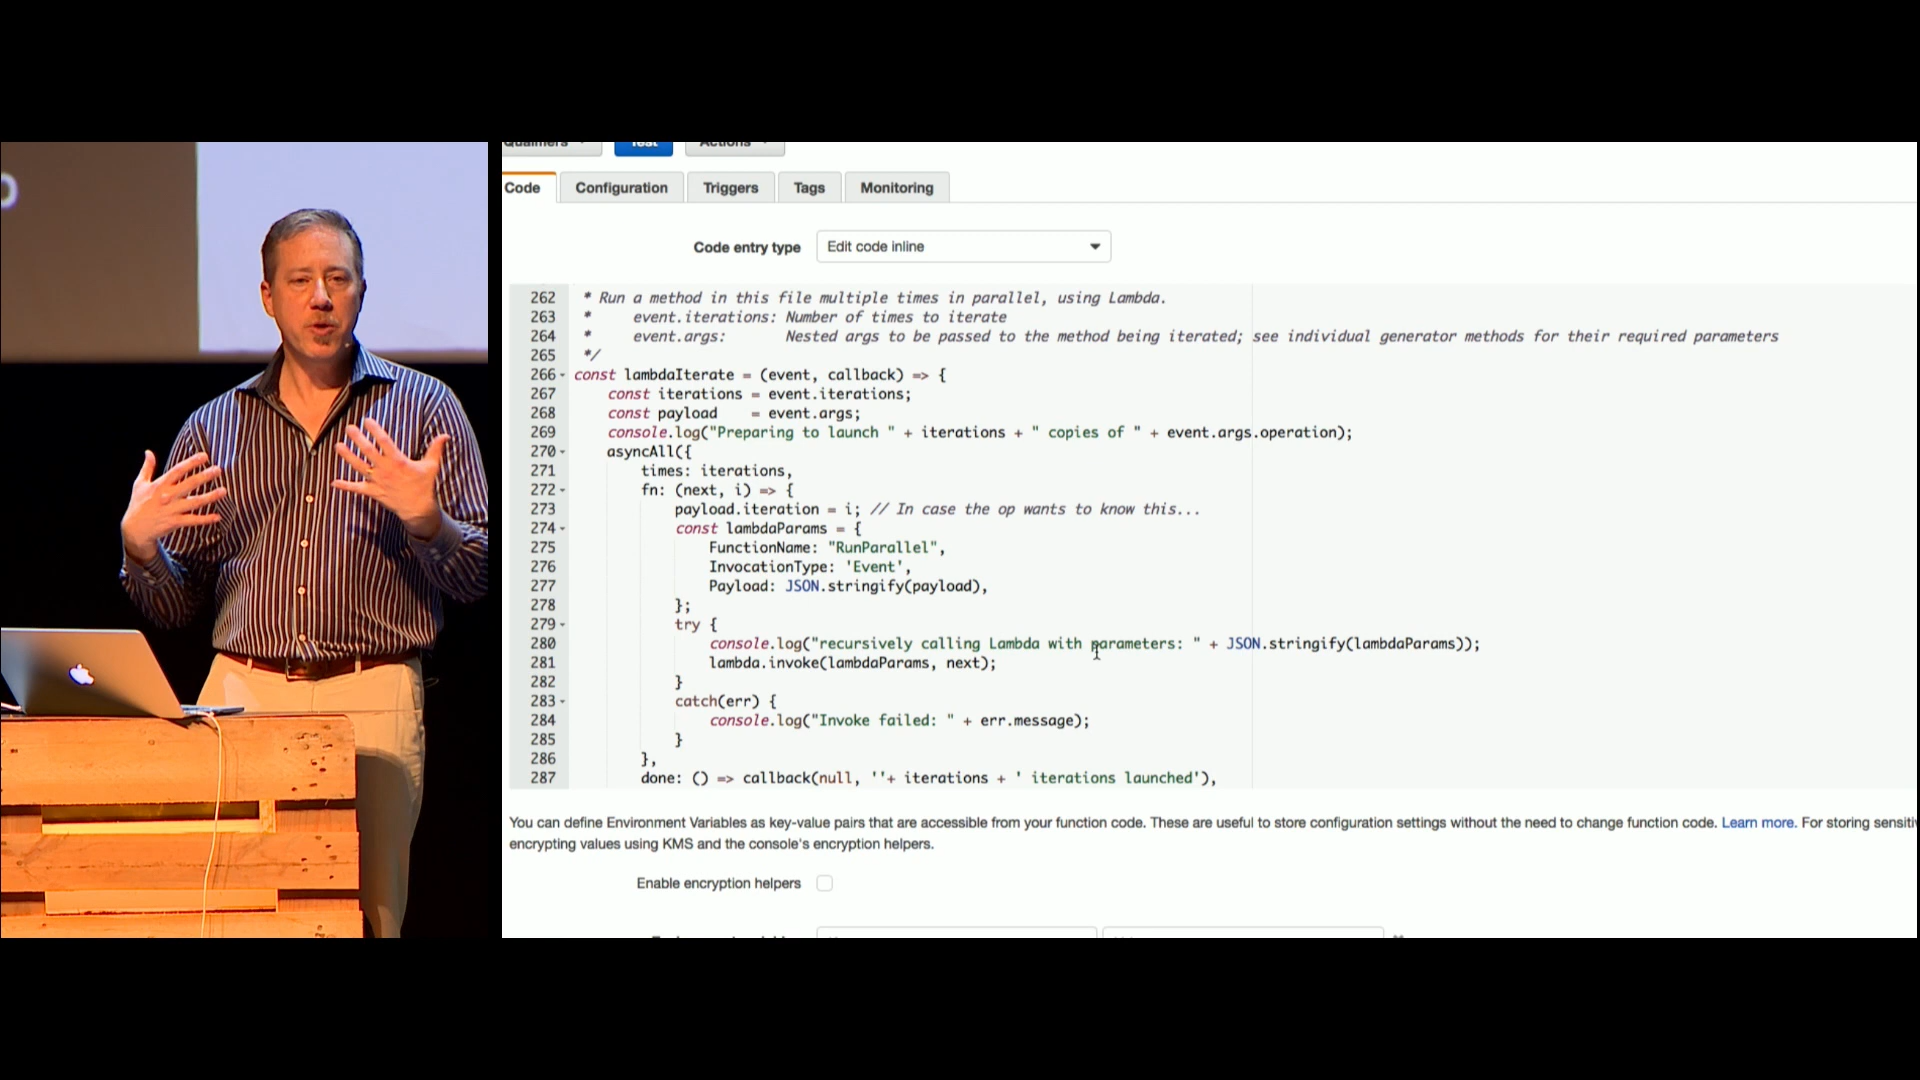 Qualifiers Test Actions
Code Configuration Triggers Tags Monitoring
Code entry type Edit code inline
262 * Run a method in this file multiple times in parallel, using Lambda.
263 * event.iterations: Number of times to iterate
264 * event.args: Nested args to be passed to the method being iterated; see individual generator methods for their required parameters
265 */
266 const lambdaIterate = (event, callback) => {
267 const iterations = event.iterations;
268 const payload = event.args;
269 console.log("Preparing to launch " + iterations + " copies of " + event.args.operation);
270 asyncAll({
271 times: iterations,
272 fn: (next, i) => {
273 payload.iteration = i; // In case the op wants to know this...
274 const lambdaParams = {
275 FunctionName: "RunParallel",
276 InvocationType: 'Event',
277 Payload: JSON.stringify(payload),
278 };
279 try {
280 console.log("recursively calling Lambda with parameters: " + JSON.stringify(lambdaParams));
281 lambda.invoke(lambdaParams, next);
282 }
283 catch(err) {
284 console.log("Invoke failed: " + err.message);
285 }
286 },
287 done: () => callback(null, ''+ iterations + ' iterations launched'),
You can define Environment Variables as key-value pairs that are accessible from your function code. These are useful to store configuration settings without the need to change function code. Learn more. For storing sensiti
encrypting values using KMS and the console's encryption helpers.
Enable encryption helpers